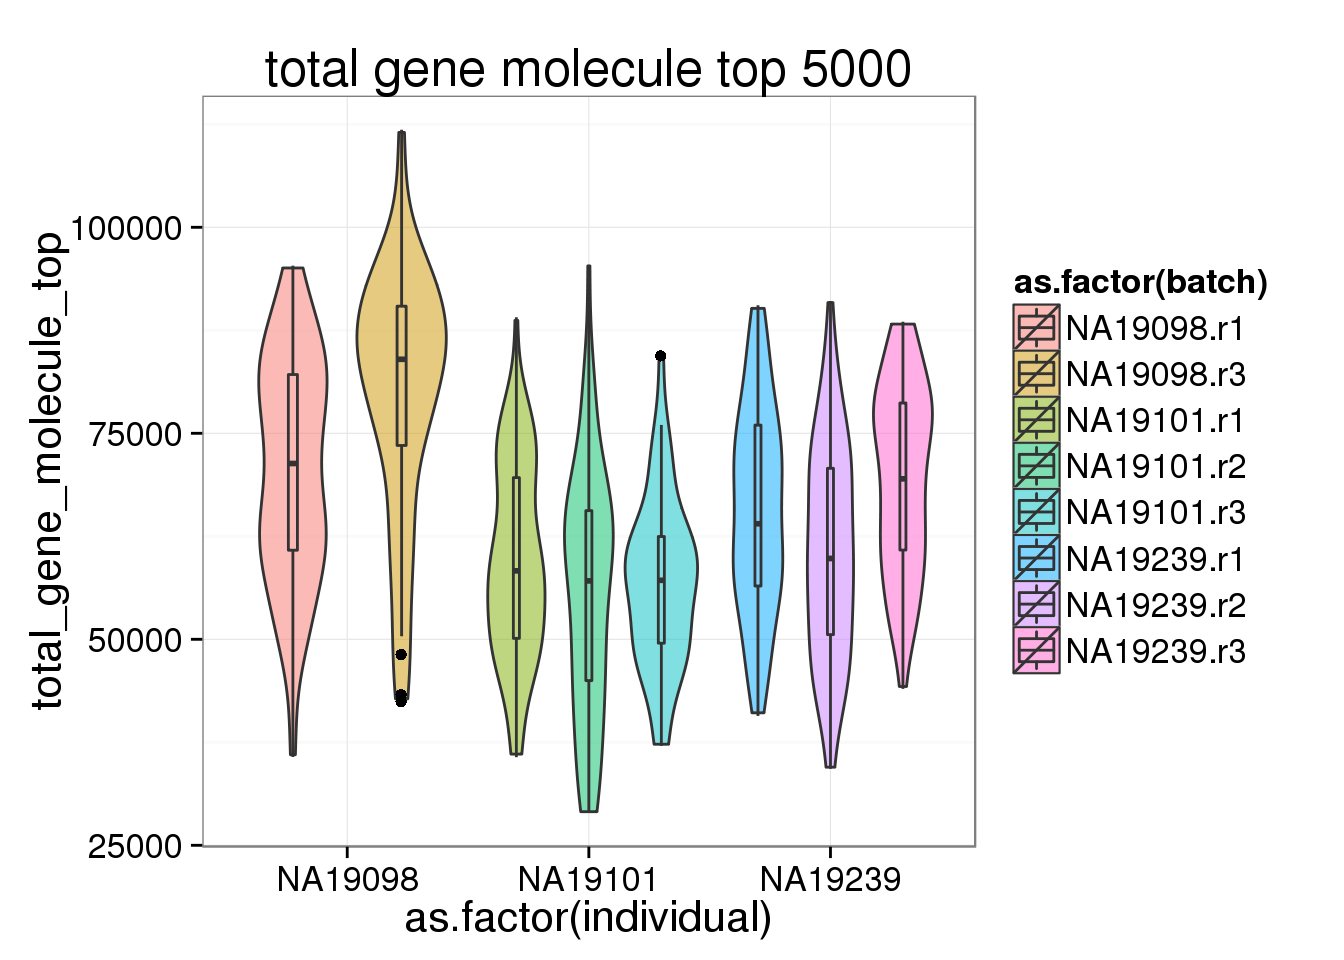 total gene molecule top 5000
total_gene_molecule_top
100000
75000
50000
25000
NA19098
NA19101
NA19239
as.factor(individual)
as.factor(batch)
NA19098.r1
NA19098.r3
NA19101.r1
NA19101.r2
NA19101.r3
NA19239.r1
NA19239.r2
NA19239.r3